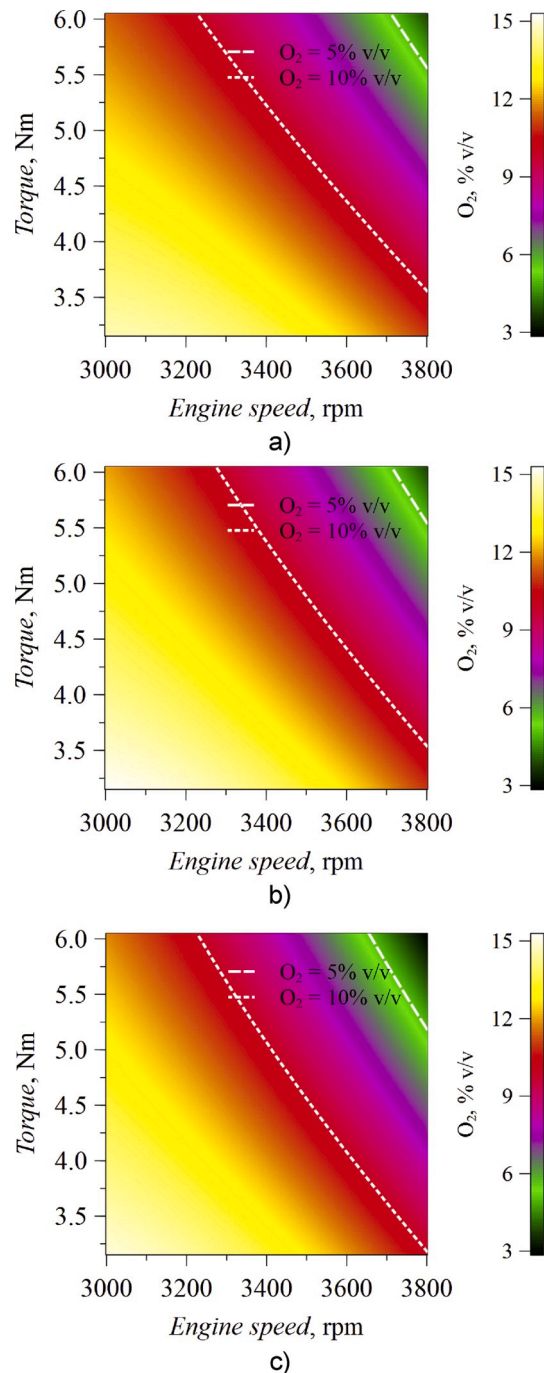 6.0
5.5
5.0
4.5
4.0
3.5
Torque, Nm
O₂ = 5% v/v
O₂ = 10% v/v
15
12
9
6
3
O₂, % v/v
3000 3200 3400 3600 3800
Engine speed, rpm
a)
6.0
5.5
5.0
4.5
4.0
3.5
Torque, Nm
O₂ = 5% v/v
O₂ = 10% v/v
15
12
9
6
3
O₂, % v/v
3000 3200 3400 3600 3800
Engine speed, rpm
b)
6.0
5.5
5.0
4.5
4.0
3.5
Torque, Nm
O₂ = 5% v/v
O₂ = 10% v/v
15
12
9
6
3
O₂, % v/v
3000 3200 3400 3600 3800
Engine speed, rpm
c)